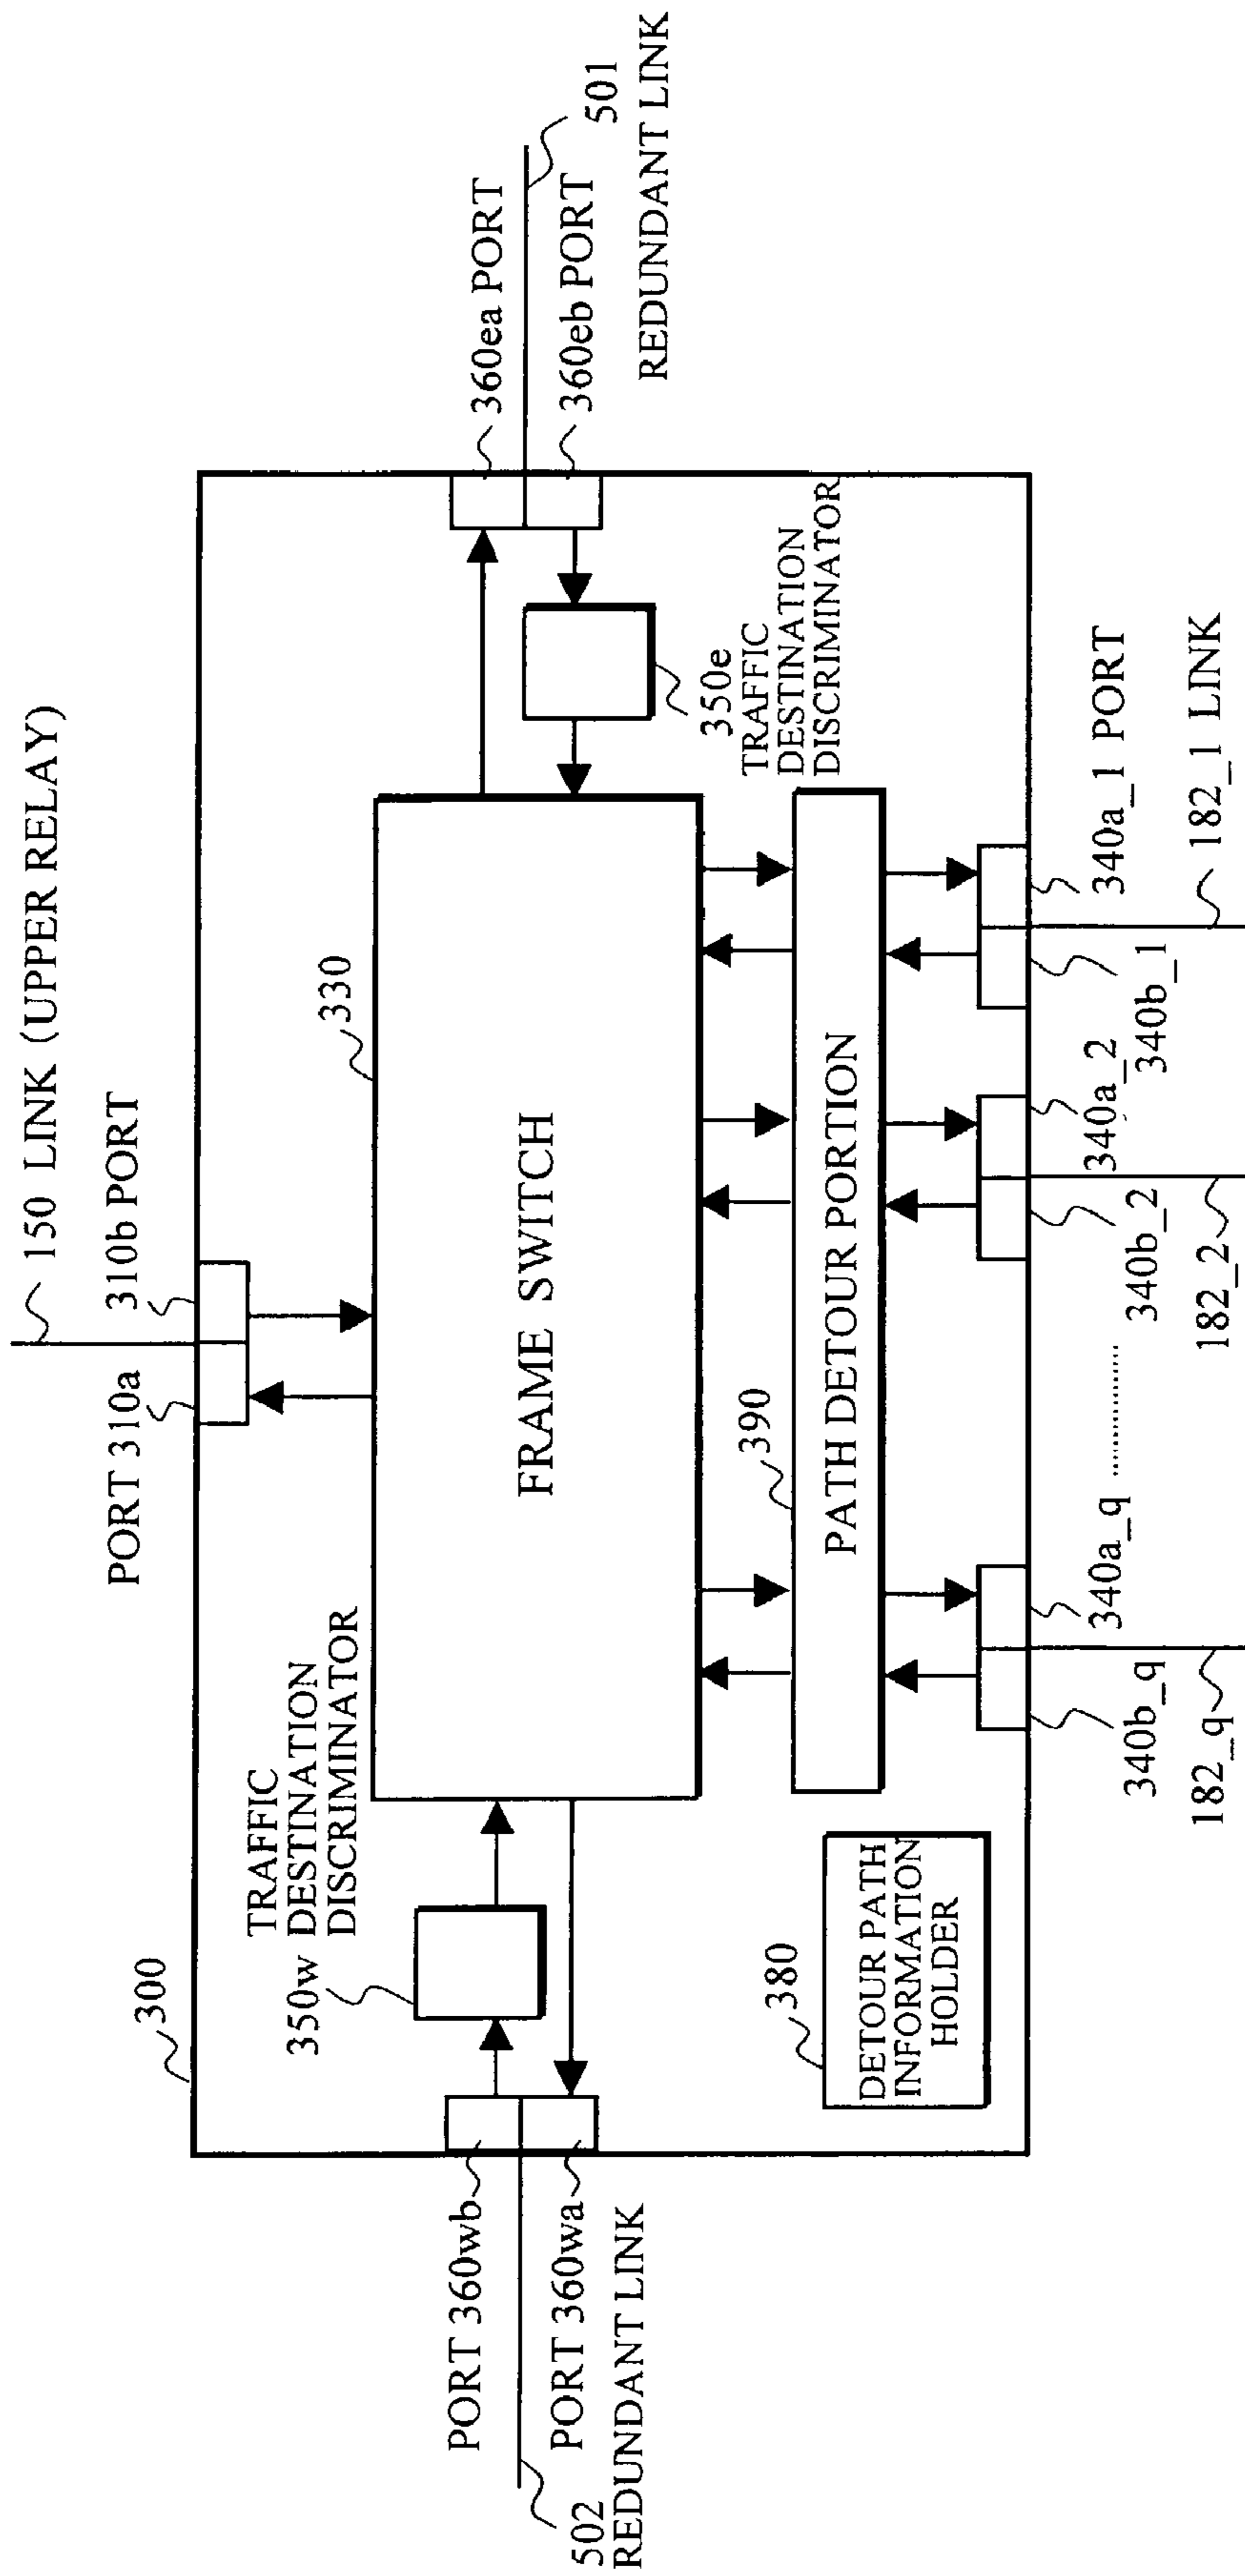 150 LINK (UPPER RELAY)
PORT 310a
310b PORT
300
330
TRAFFIC
350w DESTINATION
DISCRIMINATOR
FRAME SWITCH
PORT 360wb
PORT 360wa
502
REDUNDANT LINK
360ea PORT
360eb PORT
501
REDUNDANT LINK
350e
TRAFFIC
DESTINATION
DISCRIMINATOR
390
PATH DETOUR PORTION
380
DETOUR PATH
INFORMATION
HOLDER
340b_q
340a_q ............
340b_2
340a_2
340b_1
340a_1 PORT
182_q
182_2
182_1 LINK